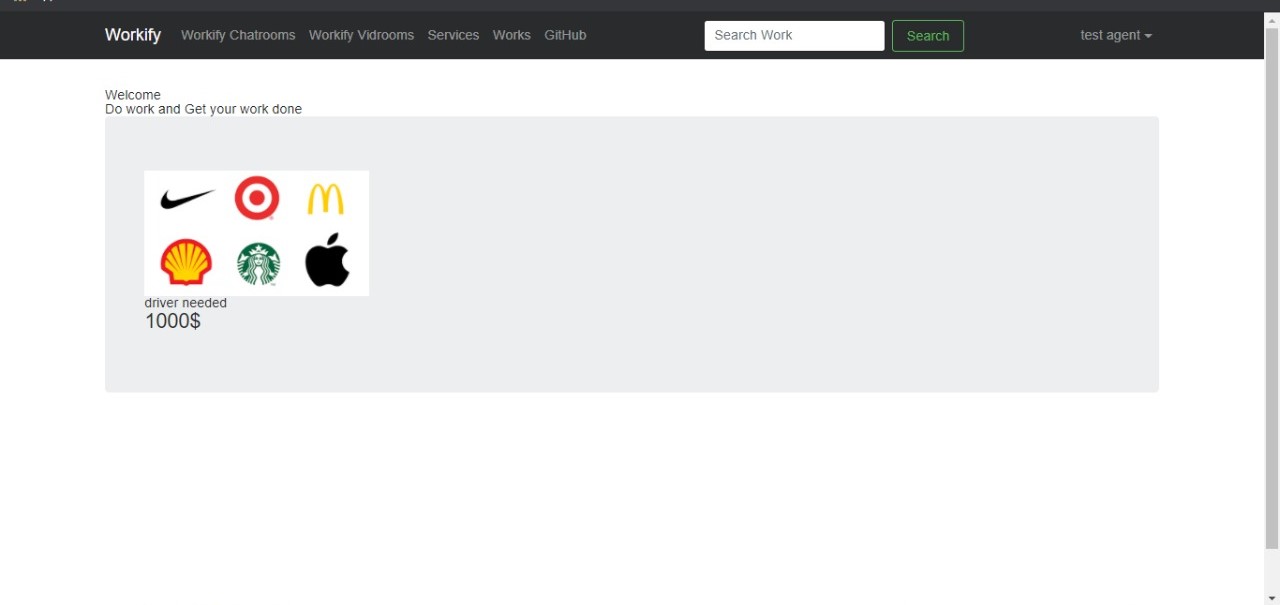 Workify Workify Chatrooms Workify Vidrooms Services Works GitHub Search Work Search test agent
Welcome
Do work and Get your work done
driver needed
1000$